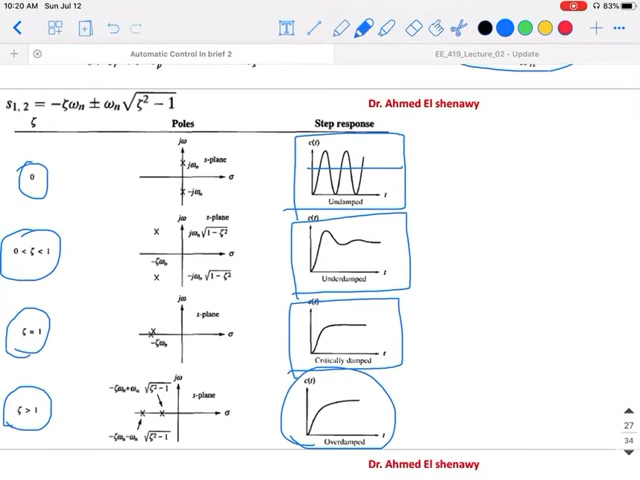 10:20 AM Sun Jul 12
83%
Automatic Control In brief 2
EE_419_Lecture_02 - Update
s₁,₂ = −ζωₙ ± ωₙ√(ζ² − 1)
Dr. Ahmed El shenawy
ζ Poles Step response
0
jω
s-plane
jωₙ
σ
−jωₙ
c(t)
t
Undamped
0 < ζ < 1
jω
s-plane
jωₙ√(1 − ζ²)
σ
−ζωₙ
−jωₙ√(1 − ζ²)
c(t)
t
Underdamped
ζ = 1
jω
s-plane
σ
−ζωₙ
c(t)
t
Critically damped
ζ > 1
−ζωₙ+ωₙ √(ζ² − 1)
jω
s-plane
σ
−ζωₙ−ωₙ √(ζ² − 1)
c(t)
t
Overdamped
27
34
Dr. Ahmed El shenawy